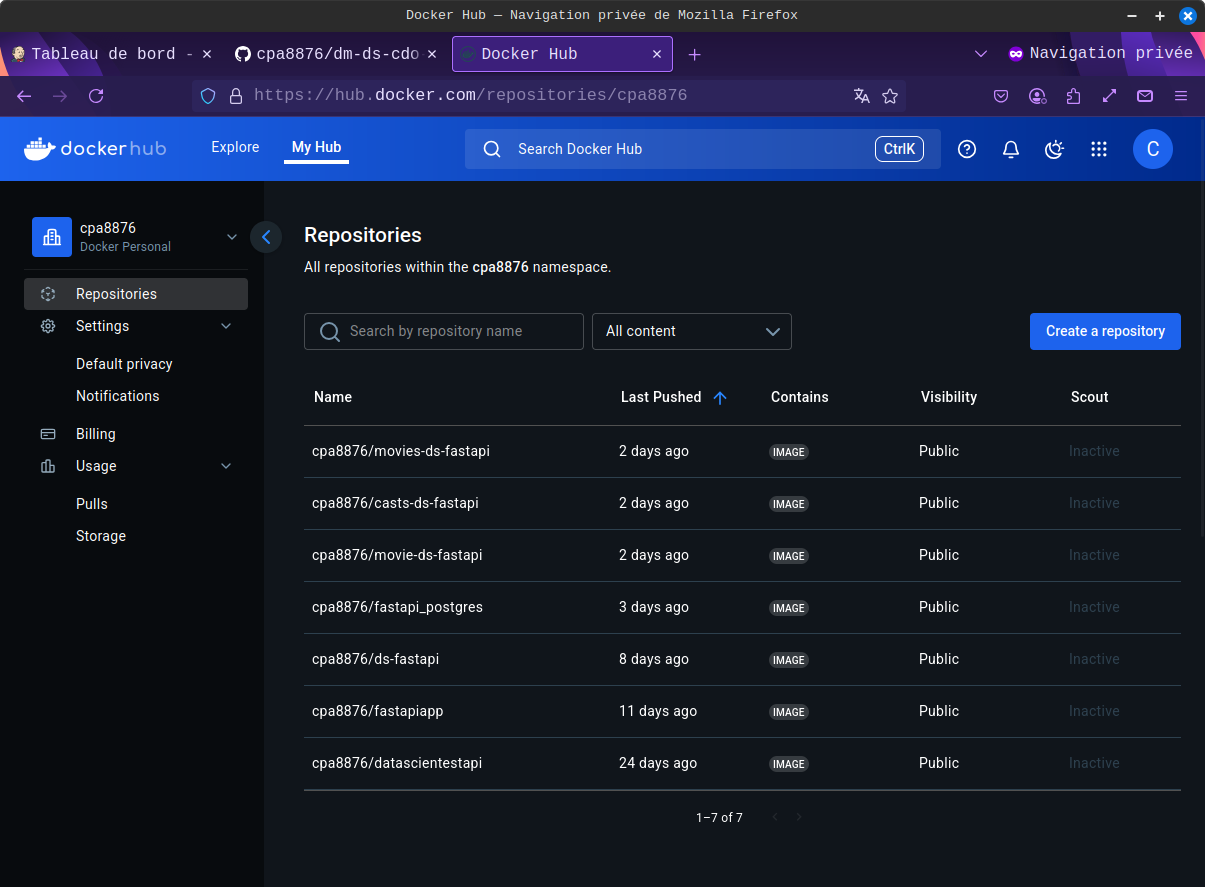 Docker Hub — Navigation privée de Mozilla Firefox
Tableau de bord -
cpa8876/dm-ds-cdo
Docker Hub
Navigation privée
https://hub.docker.com/repositories/cpa8876
docker hub
Explore
My Hub
Search Docker Hub
CtrlK
C
cpa8876
Docker Personal
Repositories
Settings
Default privacy
Notifications
Billing
Usage
Pulls
Storage
Repositories
All repositories within the cpa8876 namespace.
Search by repository name
All content
Create a repository
Name Last Pushed Contains Visibility Scout
cpa8876/movies-ds-fastapi 2 days ago IMAGE Public Inactive
cpa8876/casts-ds-fastapi 2 days ago IMAGE Public Inactive
cpa8876/movie-ds-fastapi 2 days ago IMAGE Public Inactive
cpa8876/fastapi_postgres 3 days ago IMAGE Public Inactive
cpa8876/ds-fastapi 8 days ago IMAGE Public Inactive
cpa8876/fastapiapp 11 days ago IMAGE Public Inactive
cpa8876/datascientestapi 24 days ago IMAGE Public Inactive
1–7 of 7